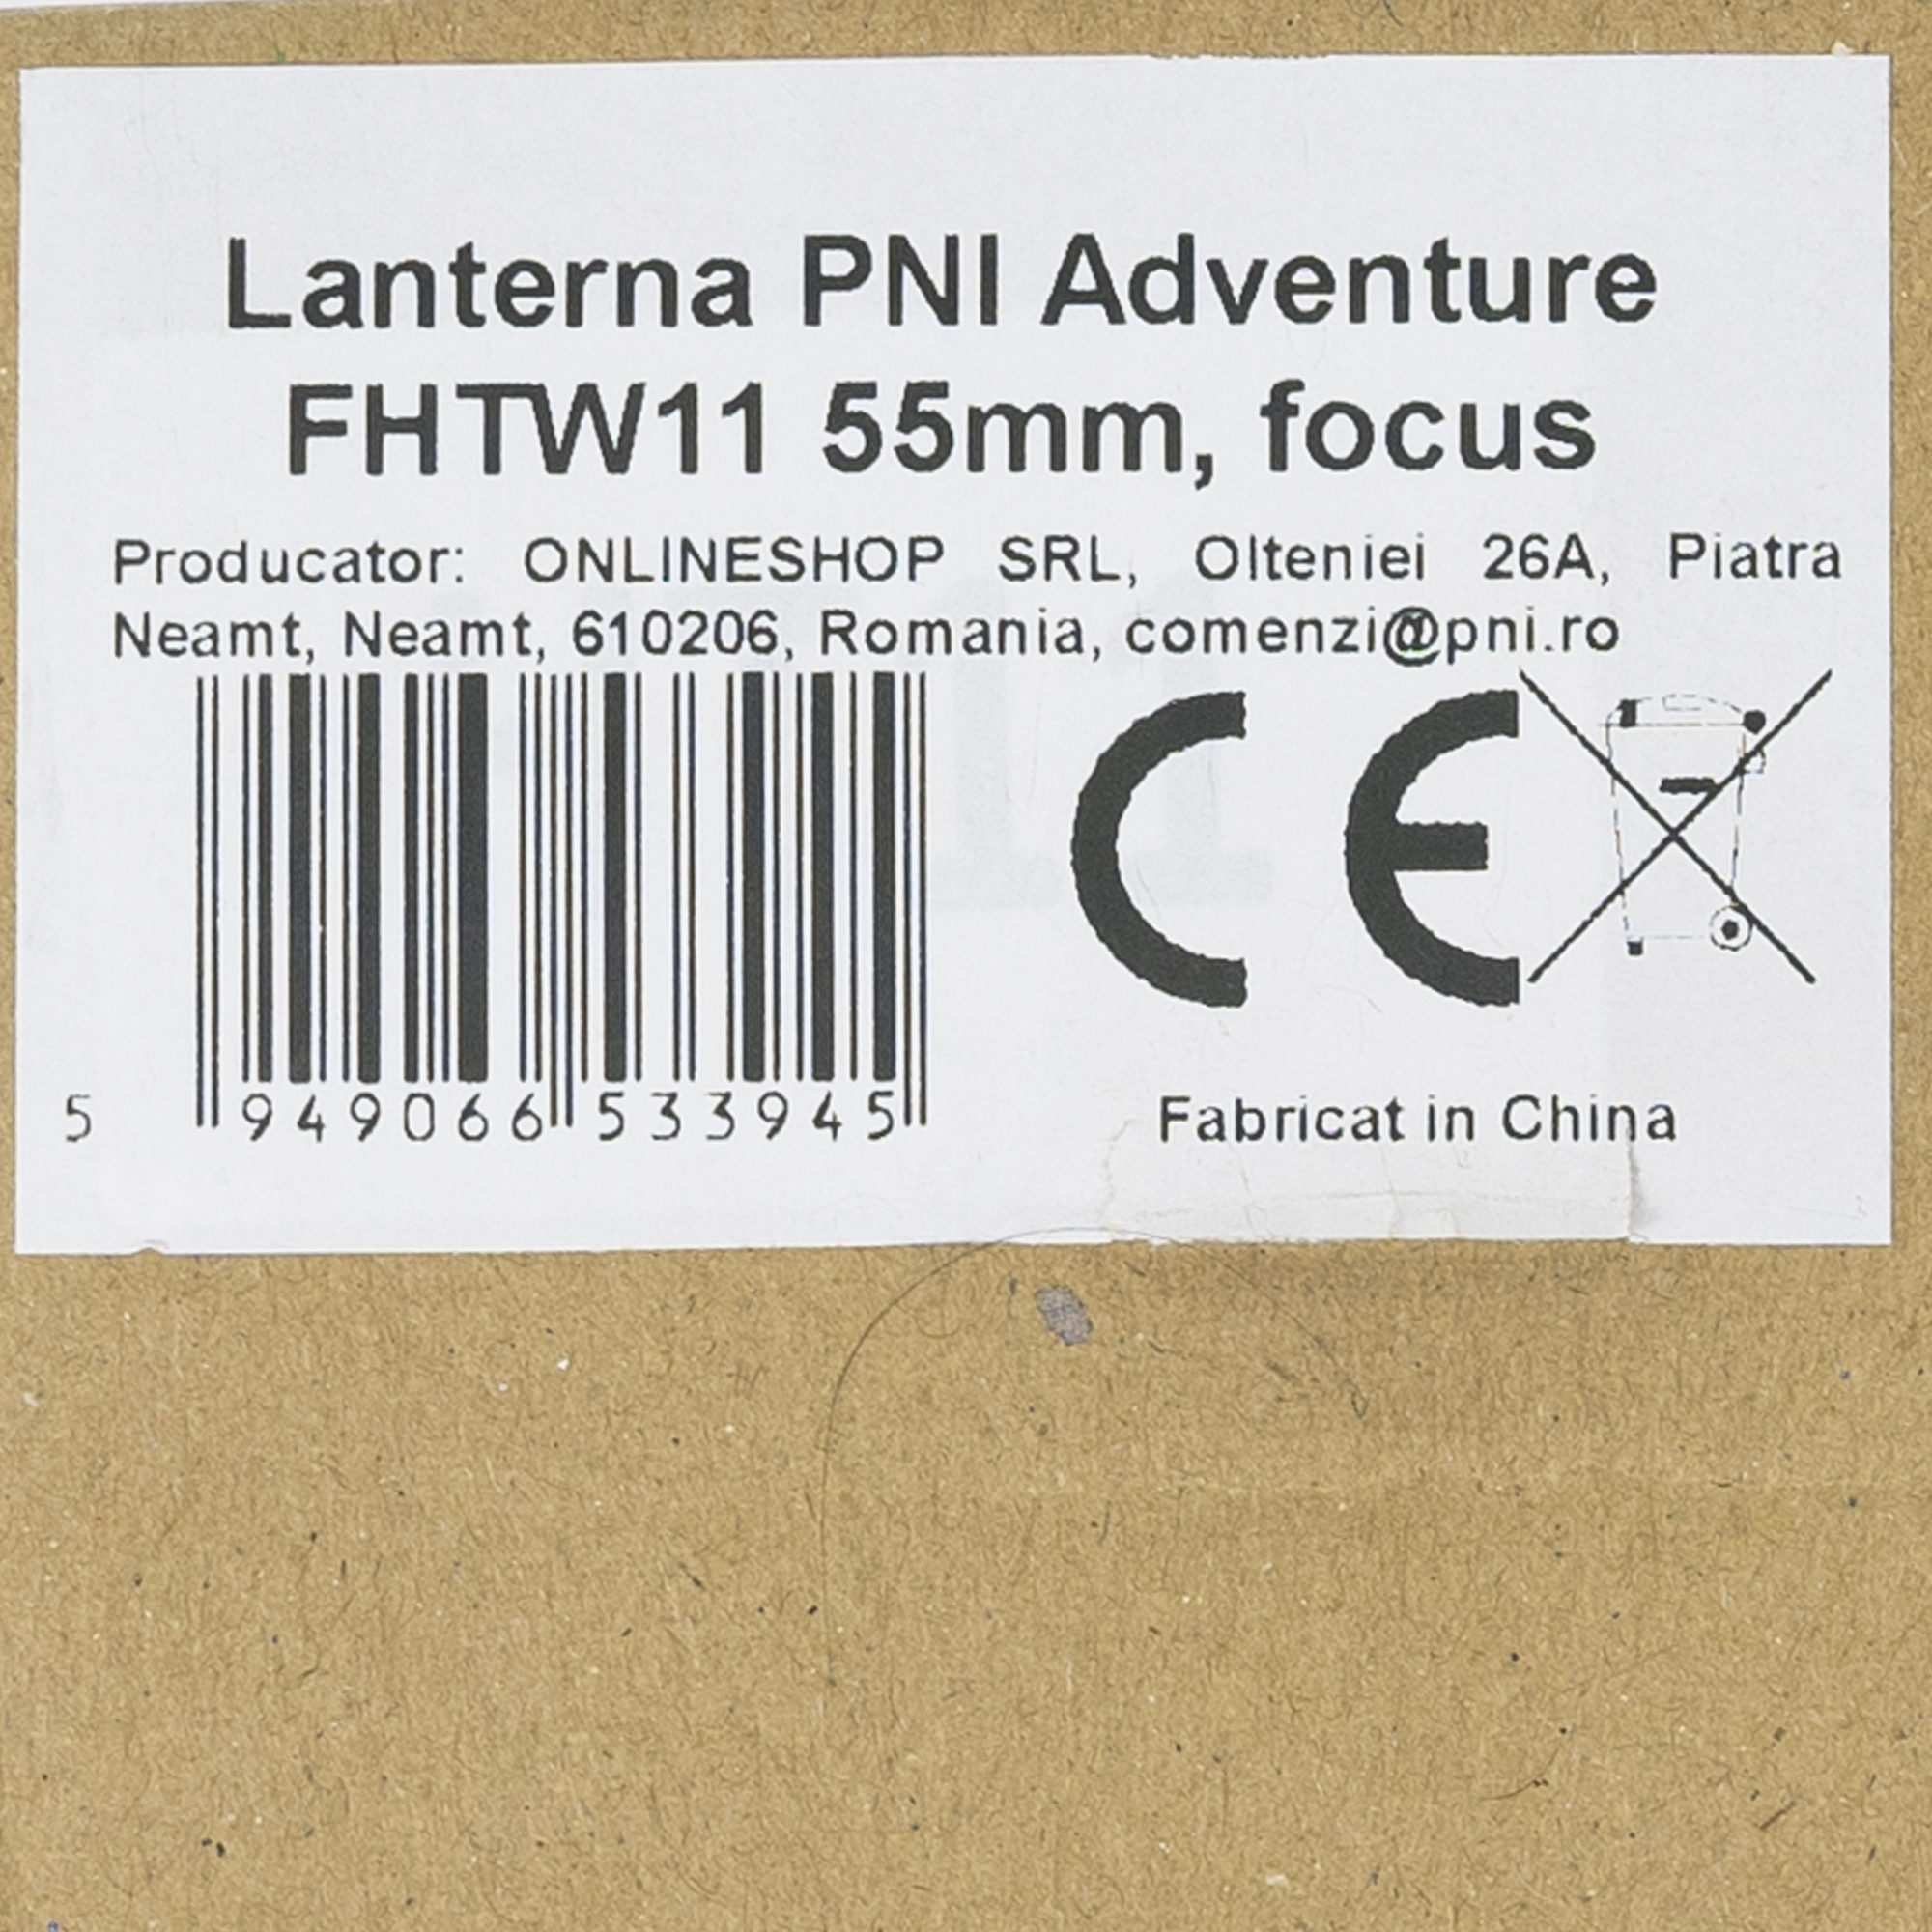 Lanterna PNI Adventure
FHTW11 55mm, focus
Producator: ONLINESHOP SRL, Olteniei 26A, Piatra
Neamt, Neamt, 610206, Romania, comenzi@pni.ro
CE
5 949066 533945
Fabricat in China